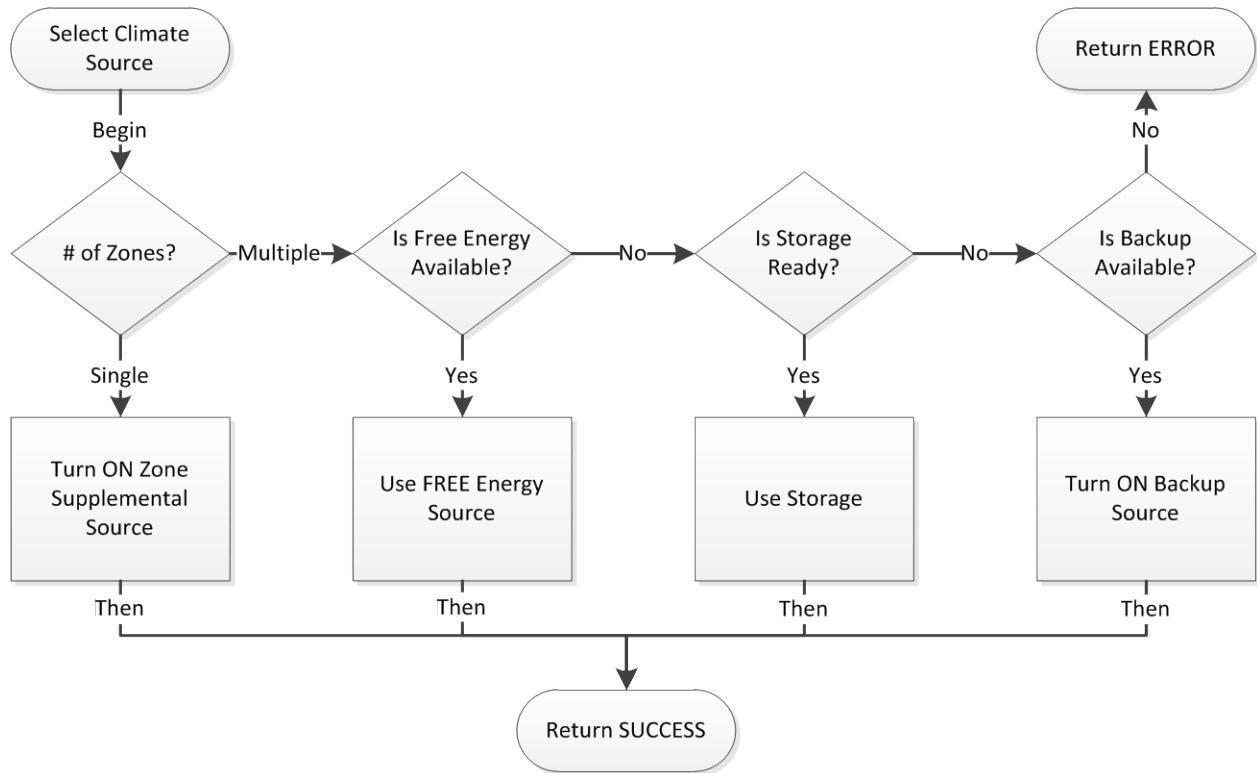 Select Climate
Source
Return ERROR
Begin
No
# of Zones?
Multiple
Is Free Energy
Available?
No
Is Storage
Ready?
No
Is Backup
Available?
Single
Yes
Yes
Yes
Turn ON Zone
Supplemental
Source
Use FREE Energy
Source
Use Storage
Turn ON Backup
Source
Then
Then
Then
Then
Return SUCCESS